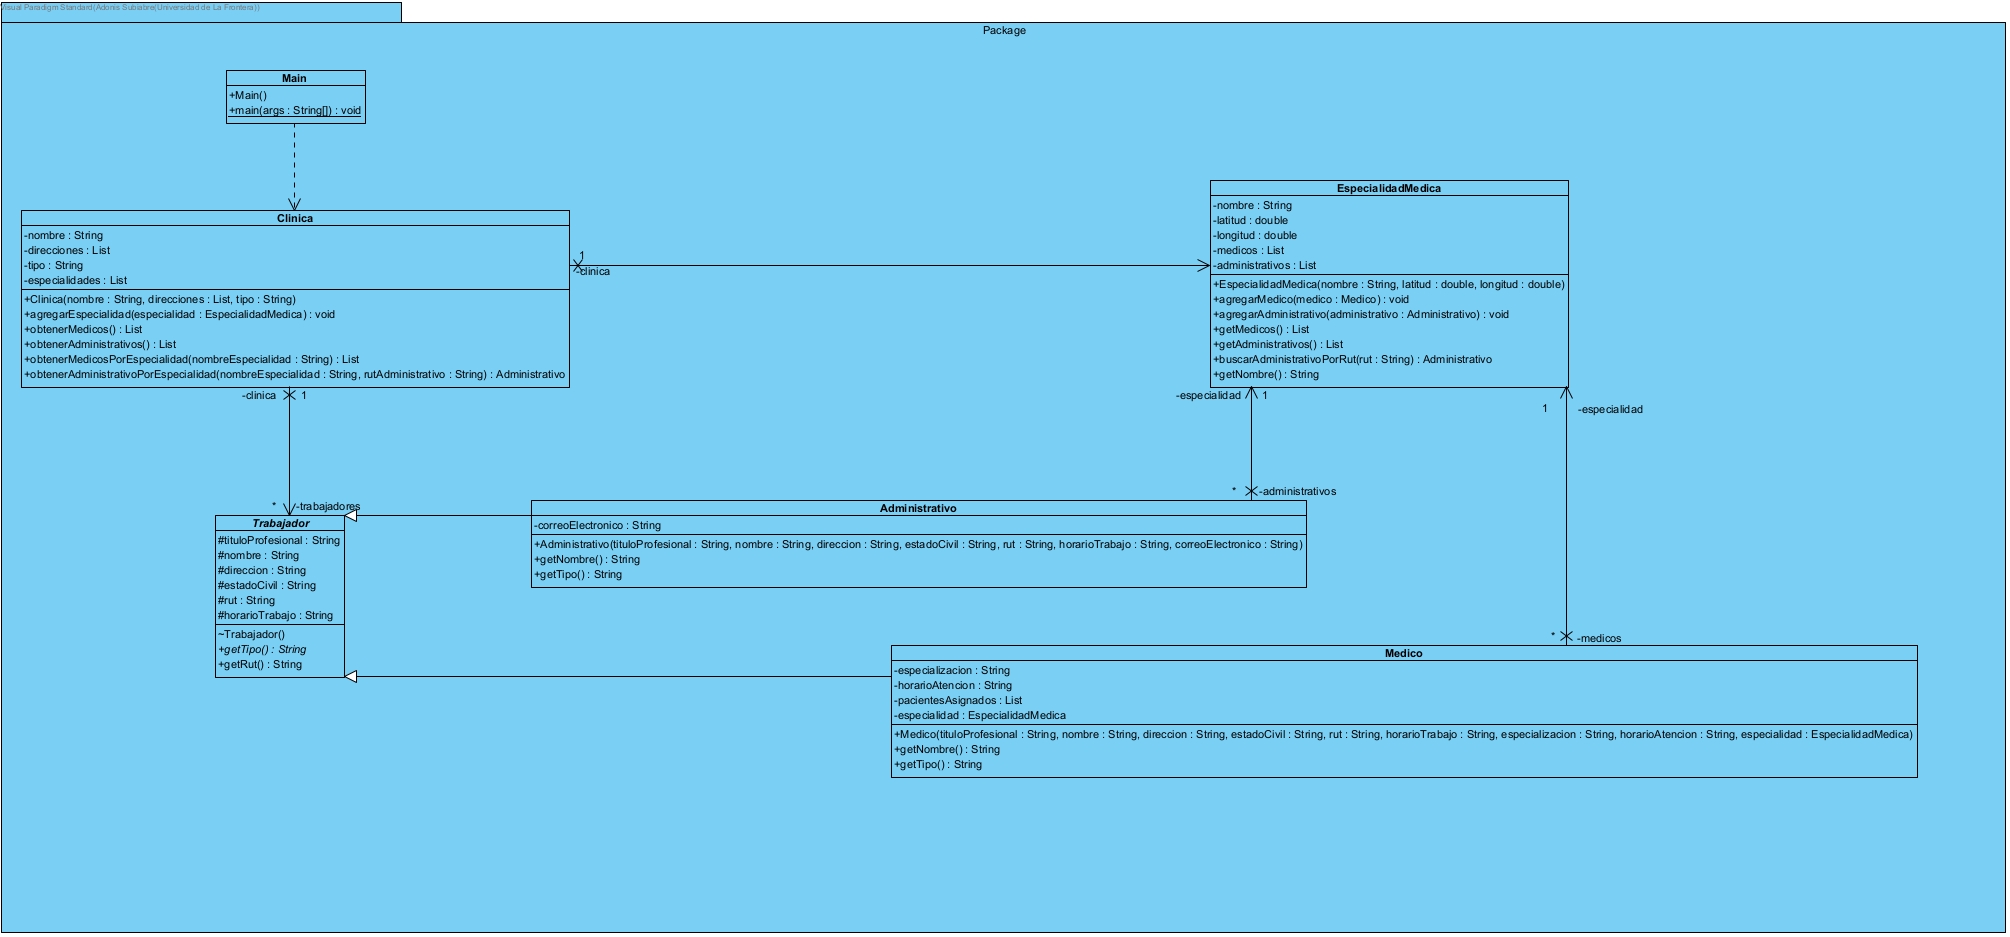 Visual Paradigm Standard(Adonis Subiabre(Universidad de La Frontera))
Package
Main
+Main()
+main(args : String[]) : void
Clinica
-nombre : String
-direcciones : List
-tipo : String
-especialidades : List
+Clinica(nombre : String, direcciones : List, tipo : String)
+agregarEspecialidad(especialidad : EspecialidadMedica) : void
+obtenerMedicos() : List
+obtenerAdministrativos() : List
+obtenerMedicosPorEspecialidad(nombreEspecialidad : String) : List
+obtenerAdministrativoPorEspecialidad(nombreEspecialidad : String, rutAdministrativo : String) : Administrativo
1
-clinica
EspecialidadMedica
-nombre : String
-latitud : double
-longitud : double
-medicos : List
-administrativos : List
+EspecialidadMedica(nombre : String, latitud : double, longitud : double)
+agregarMedico(medico : Medico) : void
+agregarAdministrativo(administrativo : Administrativo) : void
+getMedicos() : List
+getAdministrativos() : List
+buscarAdministrativoPorRut(rut : String) : Administrativo
+getNombre() : String
-clinica 1
-especialidad 1
1 -especialidad
* -trabajadores
* -administrativos
Trabajador
#tituloProfesional : String
#nombre : String
#direccion : String
#estadoCivil : String
#rut : String
#horarioTrabajo : String
~Trabajador()
+getTipo() : String
+getRut() : String
Administrativo
-correoElectronico : String
+Administrativo(tituloProfesional : String, nombre : String, direccion : String, estadoCivil : String, rut : String, horarioTrabajo : String, correoElectronico : String)
+getNombre() : String
+getTipo() : String
* -medicos
Medico
-especializacion : String
-horarioAtencion : String
-pacientesAsignados : List
-especialidad : EspecialidadMedica
+Medico(tituloProfesional : String, nombre : String, direccion : String, estadoCivil : String, rut : String, horarioTrabajo : String, especializacion : String, horarioAtencion : String, especialidad : EspecialidadMedica)
+getNombre() : String
+getTipo() : String